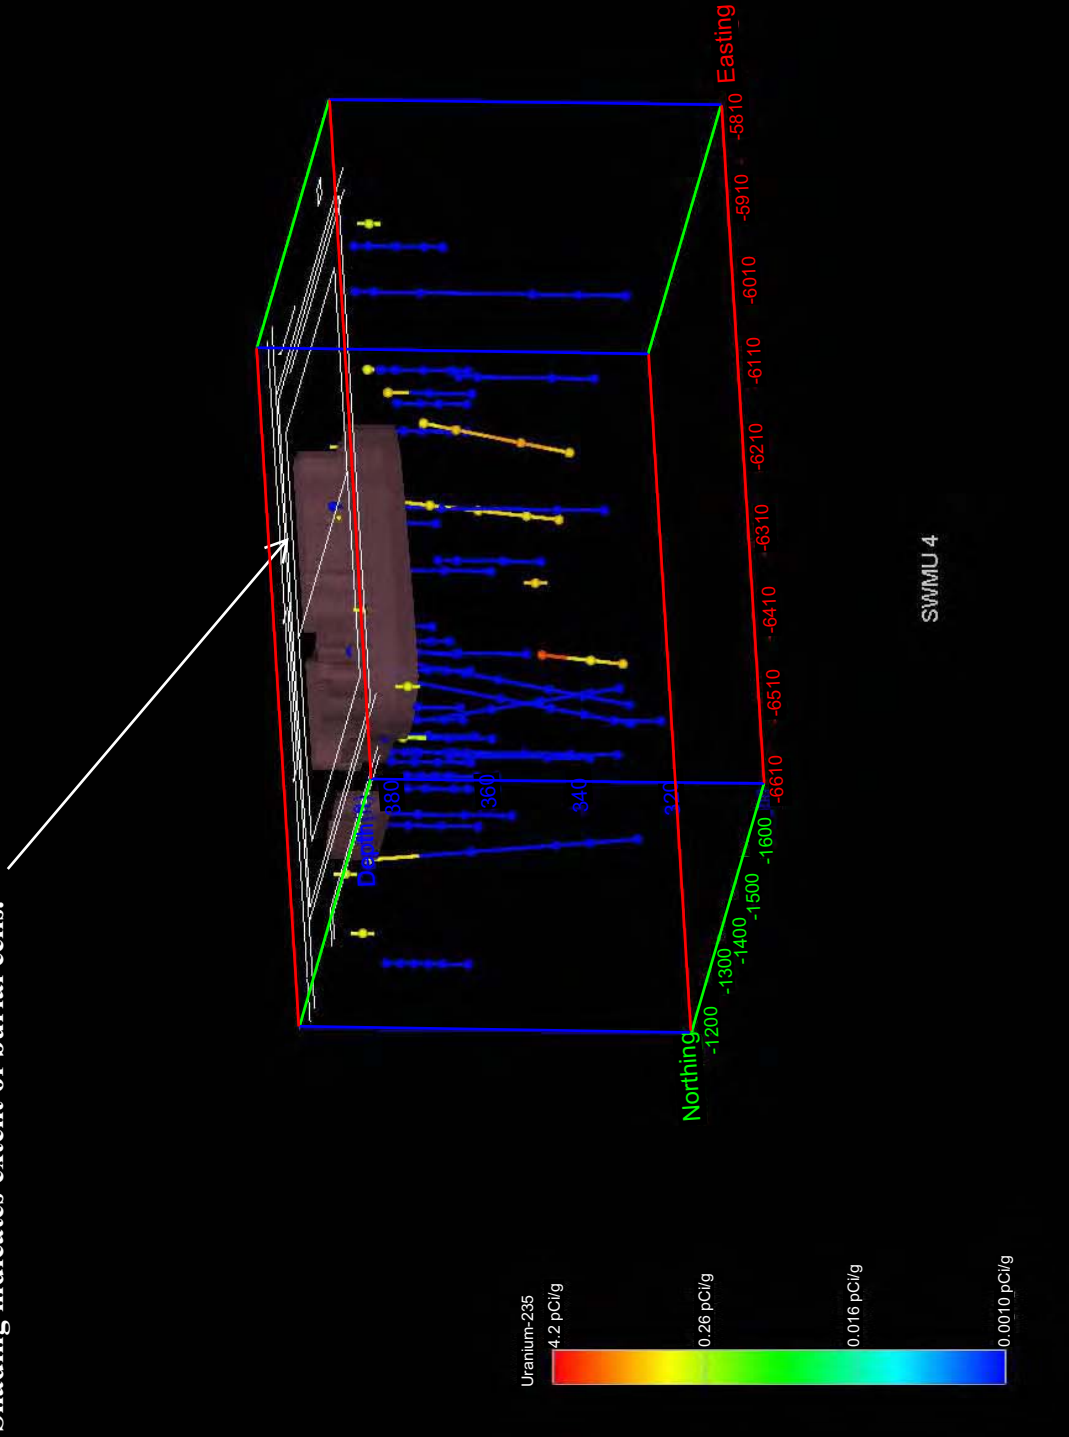 Shading indicates extent of burial cells.
Easting
-5810
-5910
-6010
-6110
-6210
-6310
-6410
-6510
-6610
380
360
340
320
-1600
-1500
-1400
-1300
-1200
Northing
SWMU 4
Uranium-235
4.2 pCi/g
0.26 pCi/g
0.016 pCi/g
0.0010 pCi/g